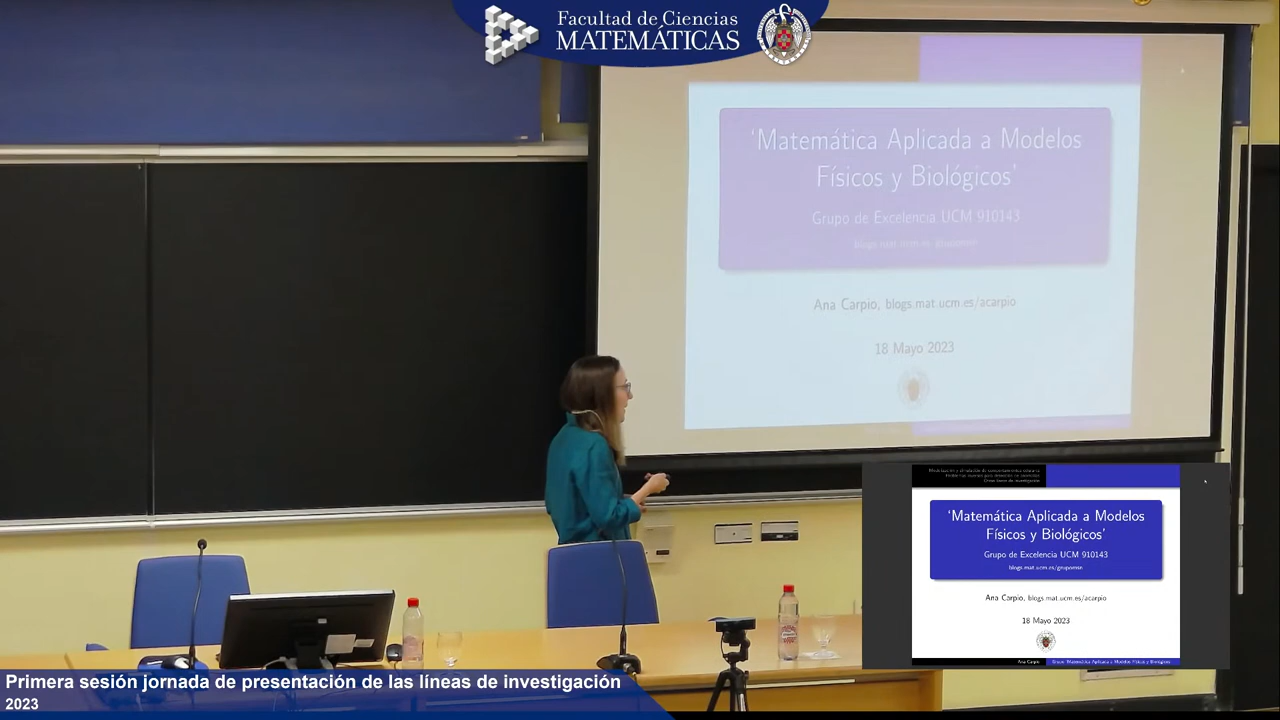 Facultad de Ciencias
MATEMÁTICAS
'Matemática Aplicada a Modelos
Físicos y Biológicos'
Grupo de Excelencia UCM 910143
Ana Carpio, blogs.mat.ucm.es/acarpio
18 Mayo 2023
'Matemática Aplicada a Modelos
Físicos y Biológicos'
Grupo de Excelencia UCM 910143
blogs.mat.ucm.es/grupomsn
Ana Carpio, blogs.mat.ucm.es/acarpio
18 Mayo 2023
Ana Carpio
Primera sesión jornada de presentación de las líneas de investigación
2023